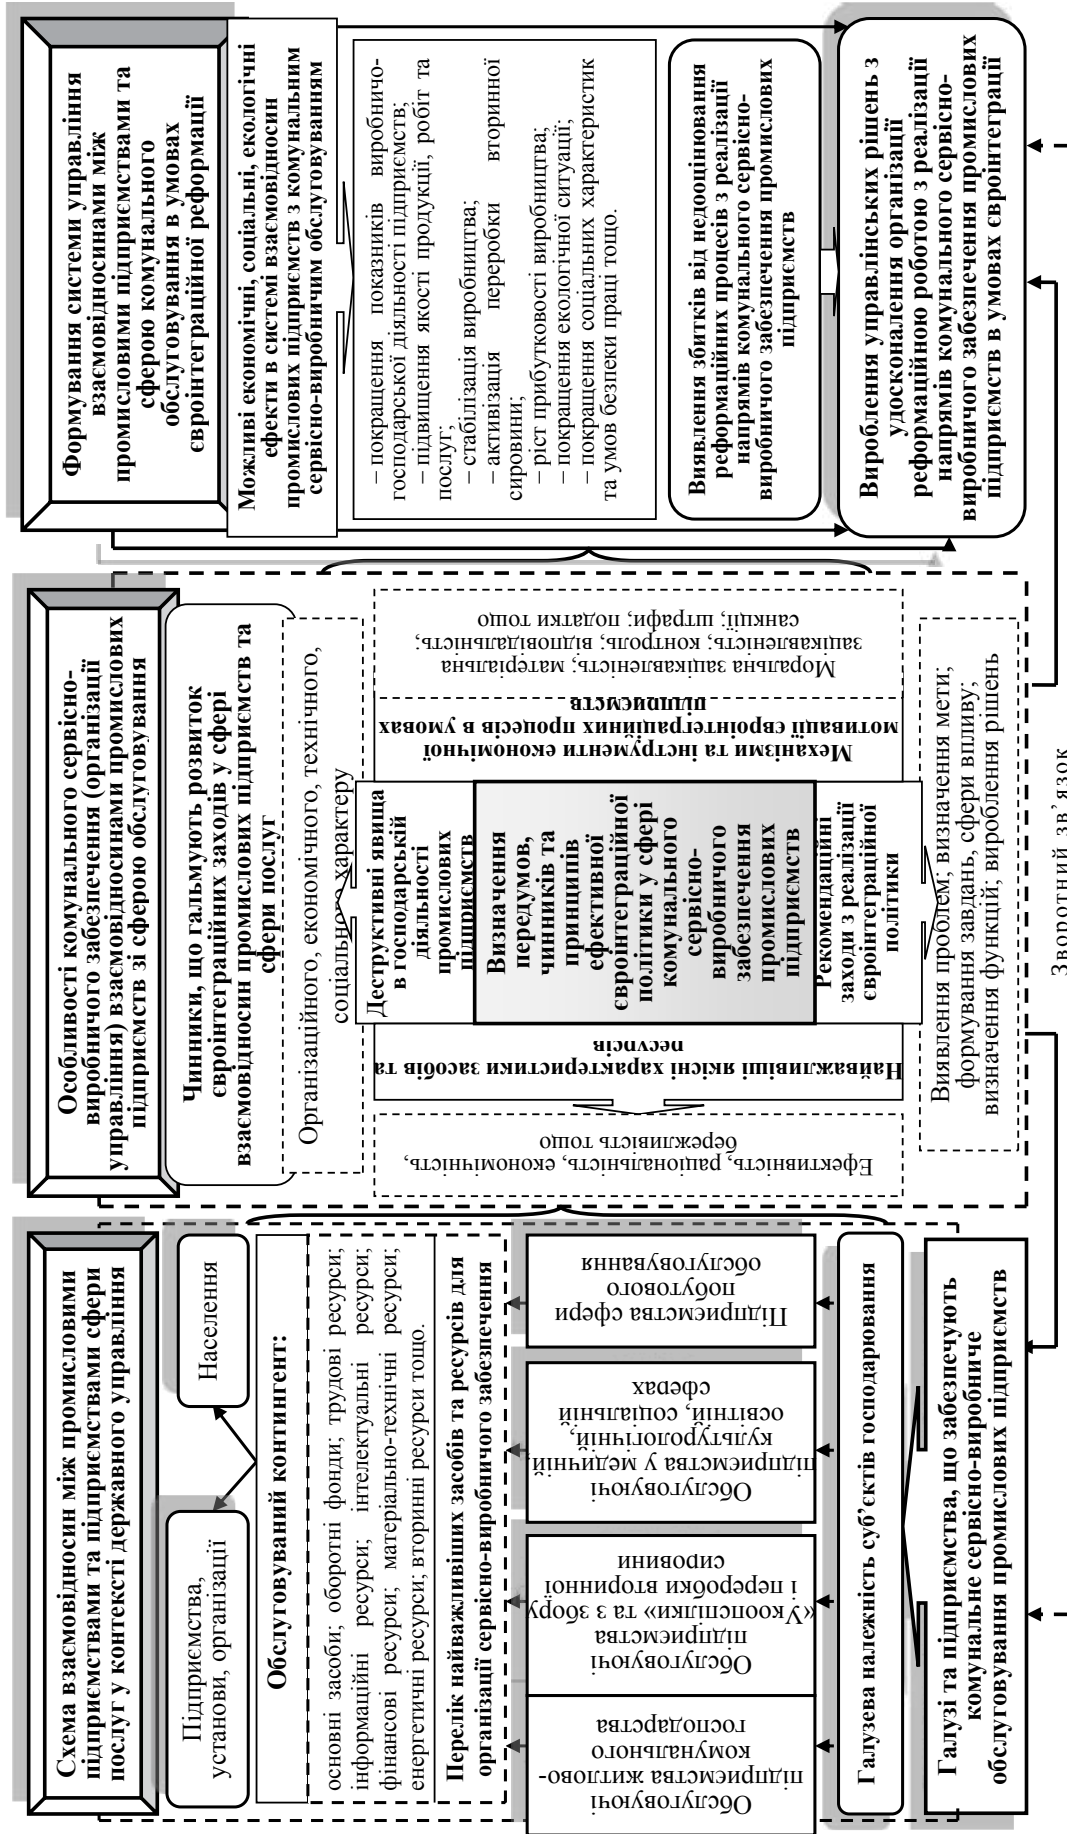 Схема взаємовідносин між промисловими
підприємствами та підприємствами сфери
послуг у контексті державного управління
Підприємства,
установи, організації
Населення
Обслуговуваний контингент:
основні засоби; оборотні фонди; трудові ресурси;
інформаційні ресурси; інтелектуальні ресурси;
фінансові ресурси; матеріально-технічні ресурси;
енергетичні ресурси; вторинні ресурси тощо.
Перелік найважливіших засобів та ресурсів для
організації сервісно-виробничого забезпечення
Обслуговуючі
підприємства житлово-
комунального
господарства
Обслуговуючі
підприємства
«Укоопспілки» та з збору
і переробки вторинної
сировини
Обслуговуючі
підприємства у медичній,
культурологічній,
освітній, соціальній
сферах
Підприємства сфери
побутового
обслуговування
Галузева належність суб’єктів господарювання
Галузі та підприємства, що забезпечують
комунальне сервісно-виробниче
обслуговування промислових підприємств
Особливості комунального сервісно-
виробничого забезпечення (організації
управління) взаємовідносинами промислових
підприємств зі сферою обслуговування
Чинники, що гальмують розвиток
євроінтеграційних заходів у сфері
взаємовідносин промислових підприємств та
сфери послуг
Організаційного, економічного, технічного,
соціального характеру
Деструктивні явища
в господарській
діяльності
промислових
підприємств
Ефективність, раціональність, економічність,
бережливість тощо
Найважливіші якісні характеристики засобів та
ресурсів
Визначення
передумов,
чинників та
принципів
ефективної
євроінтеграційної
політики у сфері
комунального
сервісно-
виробничого
забезпечення
промислових
підприємств
Механізми та інструменти економічної
мотивації євроінтеграційних процесів в умовах
підприємств
Моральна зацікавленість; матеріальна
зацікавленість; контроль; відповідальність;
санкції; штрафи; податки тощо
Рекомендаційні
заходи з реалізації
євроінтеграційної
політики
Виявлення проблем; визначення мети;
формування завдань, сфери впливу;
визначення функцій, вироблення рішень
Формування системи управління
взаємовідносинами між
промисловими підприємствами та
сферою комунального
обслуговування в умовах
євроінтеграційної реформації
Можливі економічні, соціальні, екологічні
ефекти в системі взаємовідносин
промислових підприємств з комунальним
сервісно-виробничим обслуговуванням
– покращення показників виробничо-
господарської діяльності підприємств;
– підвищення якості продукції, робіт та
послуг;
– стабілізація виробництва;
– активізація переробки вторинної
сировини;
– ріст прибутковості виробництва;
– покращення екологічної ситуації;
– покращення соціальних характеристик
та умов безпеки праці тощо.
Виявлення збитків від недооцінювання
реформаційних процесів з реалізації
напрямів комунального сервісно-
виробничого забезпечення промислових
підприємств
Вироблення управлінських рішень з
удосконалення організації
реформаційною роботою з реалізації
напрямів комунального сервісно-
виробничого забезпечення промислових
підприємств в умовах євроінтеграції
Зворотний зв’язок